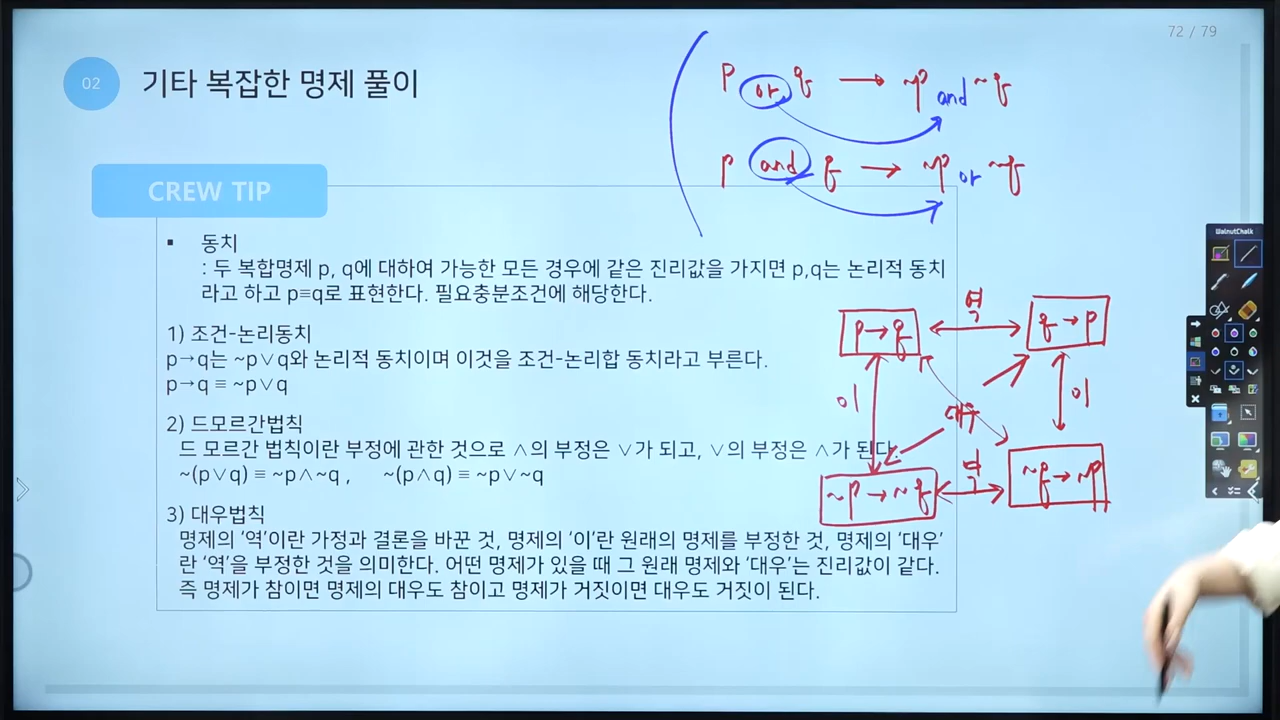 72 / 79
02
기타 복잡한 명제 풀이
p or q → ~p and ~q
p and q → ~p or ~q
CREW TIP
▪ 동치
: 두 복합명제 p, q에 대하여 가능한 모든 경우에 같은 진리값을 가지면 p,q는 논리적 동치
라고 하고 p≡q로 표현한다. 필요충분조건에 해당한다.
1) 조건-논리동치
p→q는 ~p∨q와 논리적 동치이며 이것을 조건-논리합 동치라고 부른다.
p→q ≡ ~p∨q
2) 드모르간법칙
드 모르간 법칙이란 부정에 관한 것으로 ∧의 부정은 ∨가 되고, ∨의 부정은 ∧가 된다.
~(p∨q) ≡ ~p∧~q , ~(p∧q) ≡ ~p∨~q
3) 대우법칙
명제의 '역'이란 가정과 결론을 바꾼 것, 명제의 '이'란 원래의 명제를 부정한 것, 명제의 '대우'
란 '역'을 부정한 것을 의미한다. 어떤 명제가 있을 때 그 원래 명제와 '대우'는 진리값이 같다.
즉 명제가 참이면 명제의 대우도 참이고 명제가 거짓이면 대우도 거짓이 된다.
p→q 역 q→p
이 대우 이
~p→~q 역 ~q→~p
WalnutChalk